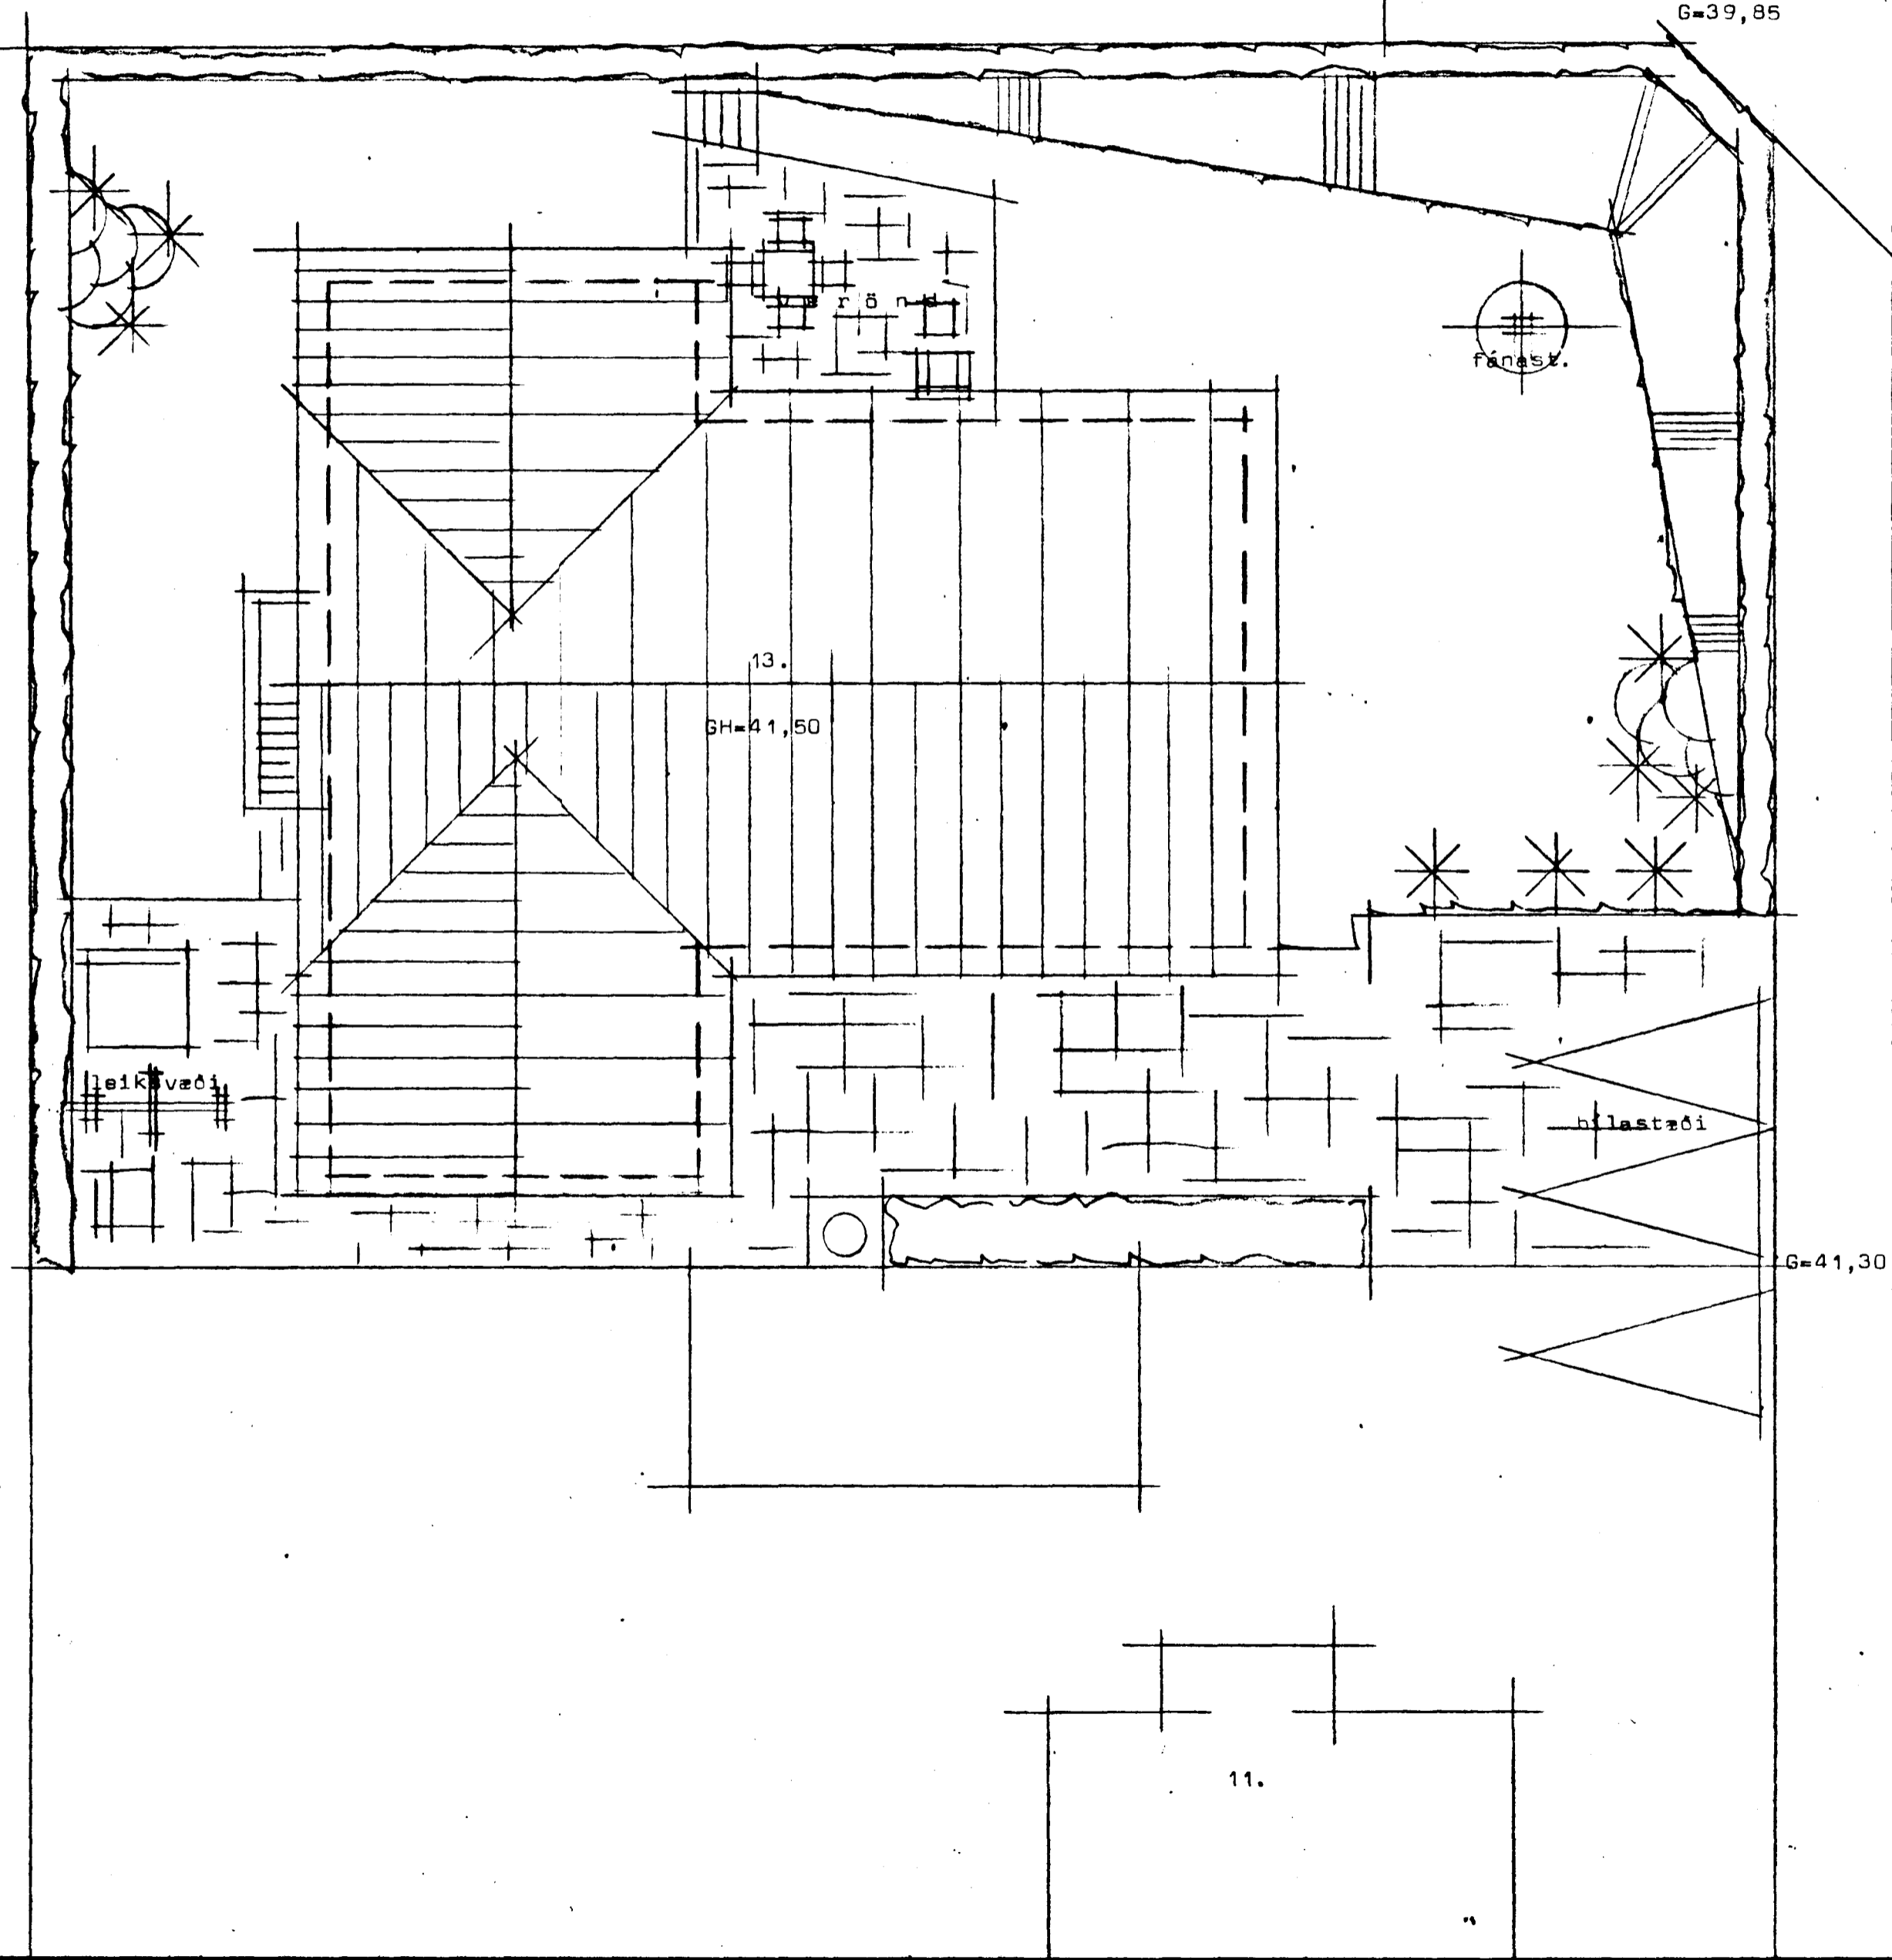 G=39,85
verönd
fánast.
13.
GH=41,50
leiksvæði
bílastæði
G=41,30
11.